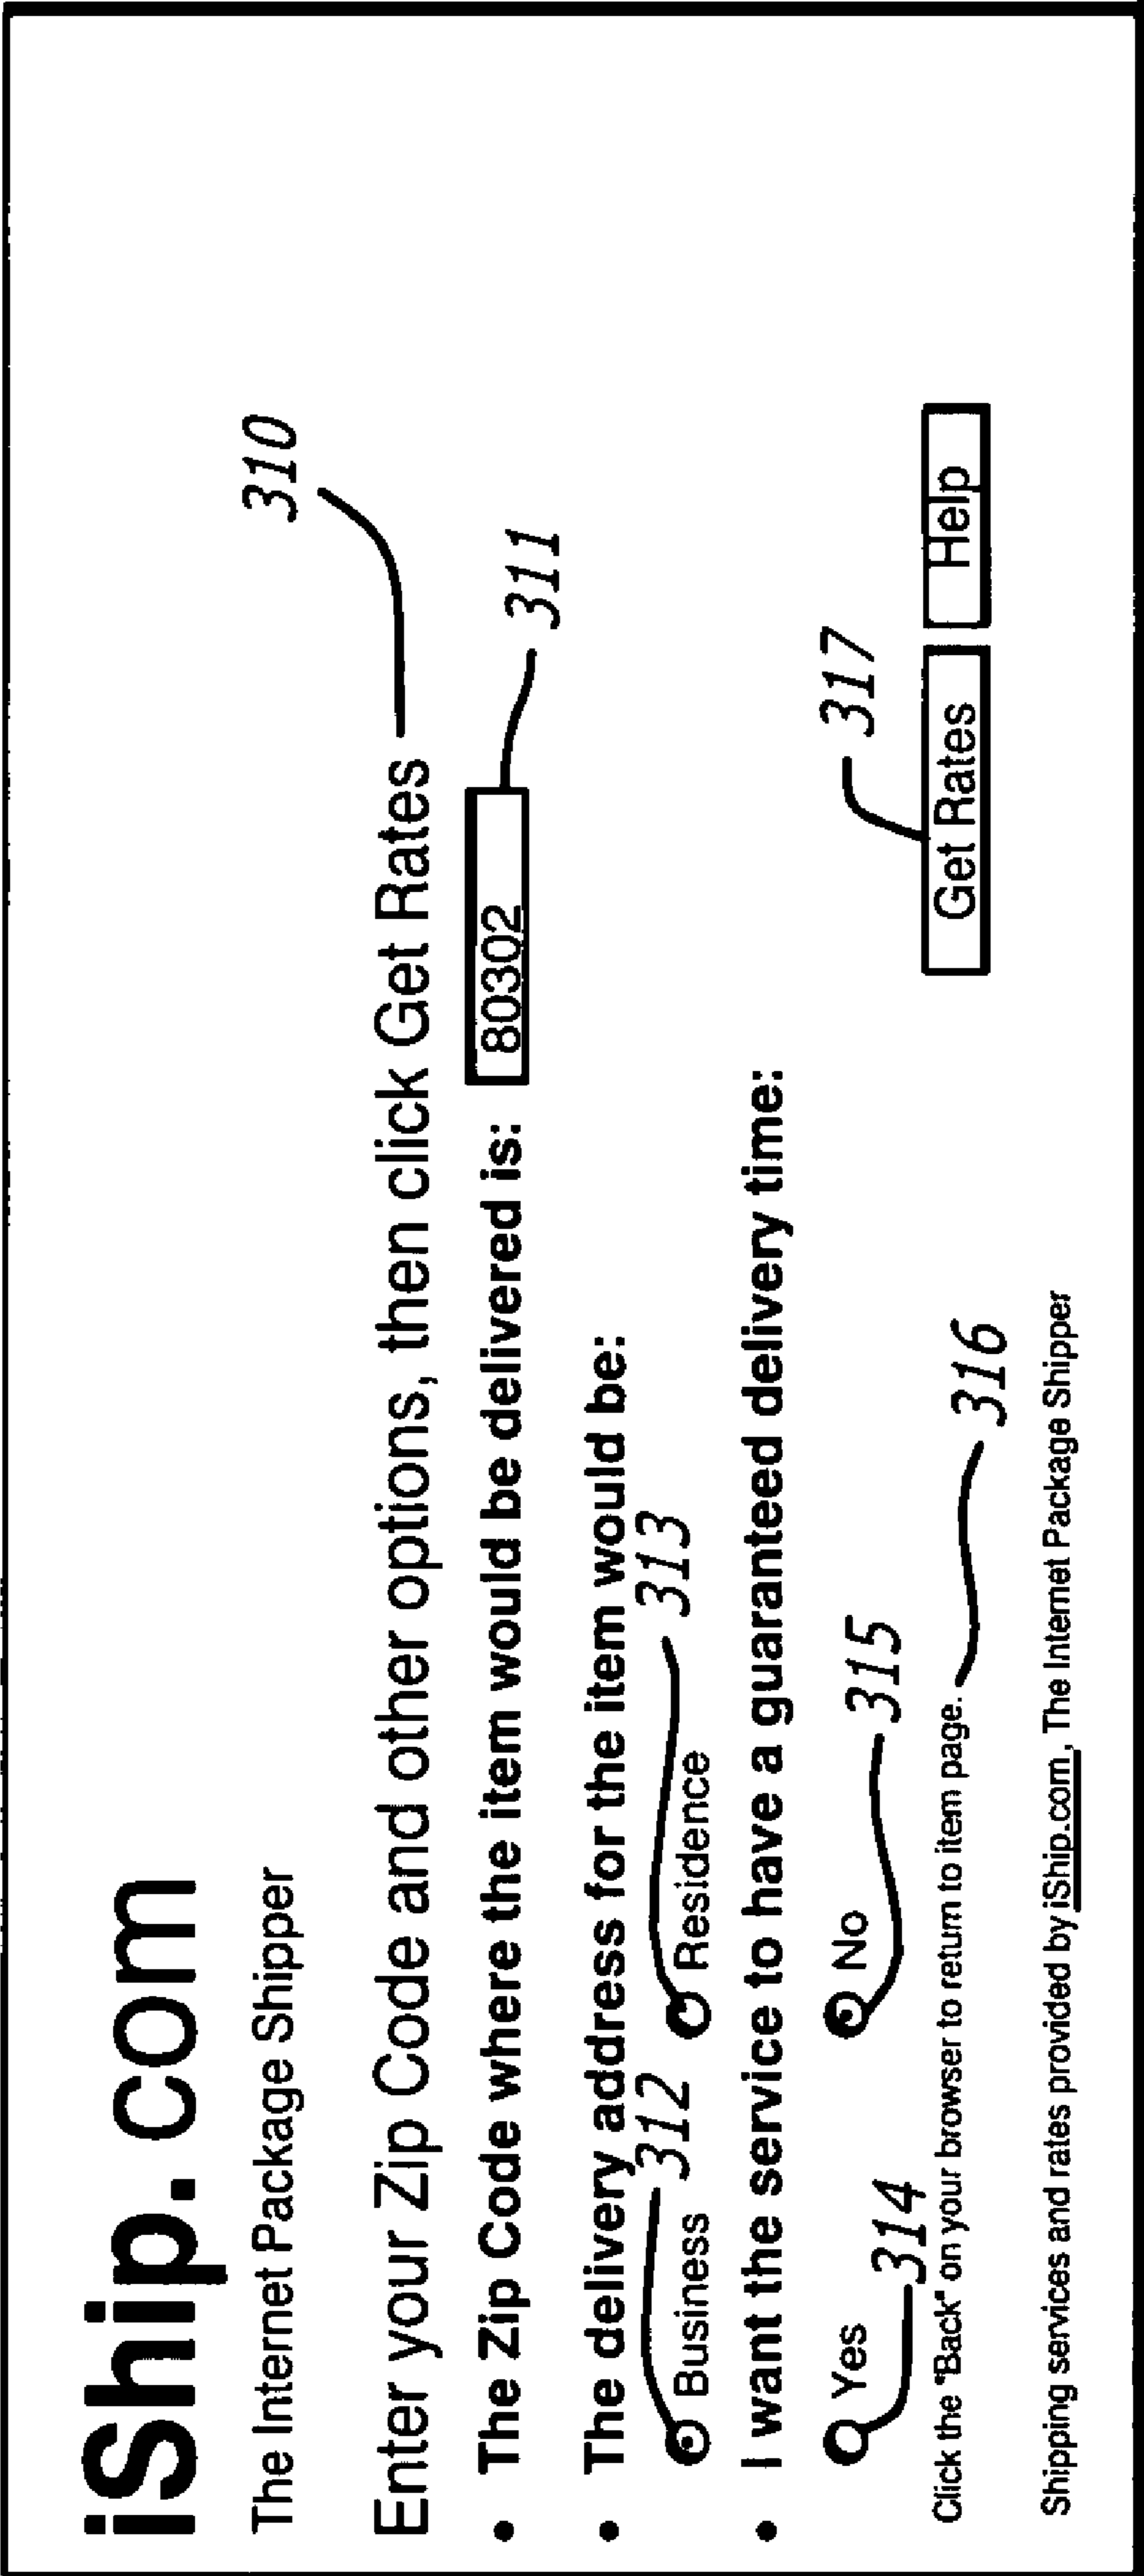 iShip.com
The Internet Package Shipper
310
Enter your Zip Code and other options, then click Get Rates
• The Zip Code where the item would be delivered is: 80302
311
• The delivery address for the item would be:
312 313
Business Residence
• I want the service to have a guaranteed delivery time:
317
Yes No
314 315
Get Rates Help
Click the "Back" on your browser to return to item page.
316
Shipping services and rates provided by iShip.com, The Internet Package Shipper